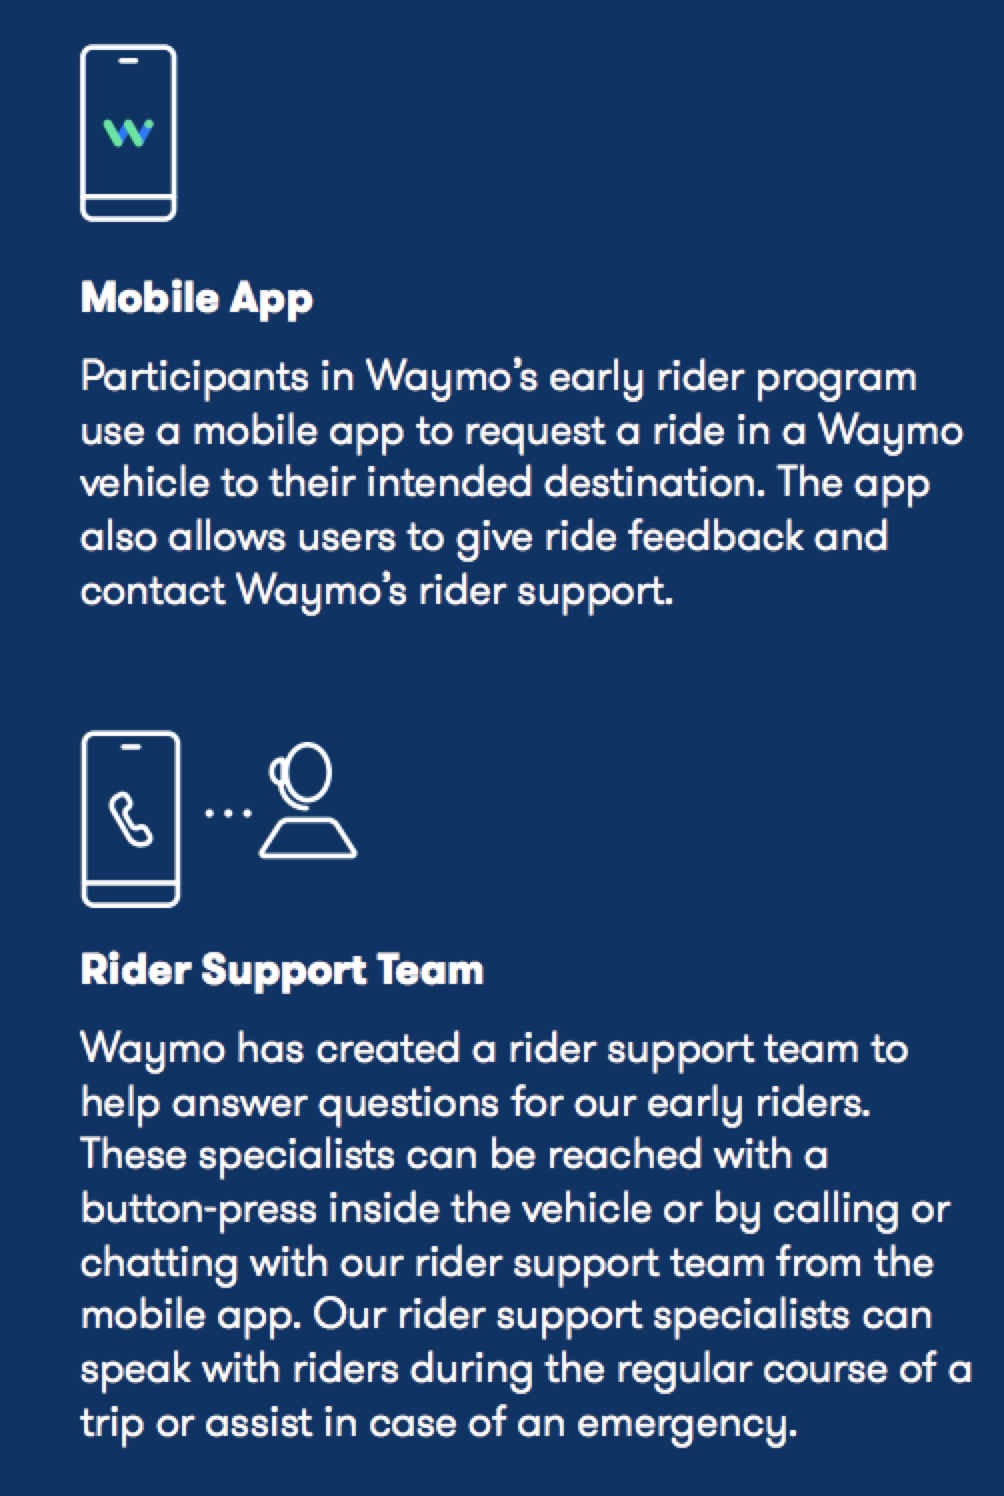 Mobile App
Participants in Waymo’s early rider program
use a mobile app to request a ride in a Waymo
vehicle to their intended destination. The app
also allows users to give ride feedback and
contact Waymo’s rider support.
Rider Support Team
Waymo has created a rider support team to
help answer questions for our early riders.
These specialists can be reached with a
button-press inside the vehicle or by calling or
chatting with our rider support team from the
mobile app. Our rider support specialists can
speak with riders during the regular course of a
trip or assist in case of an emergency.